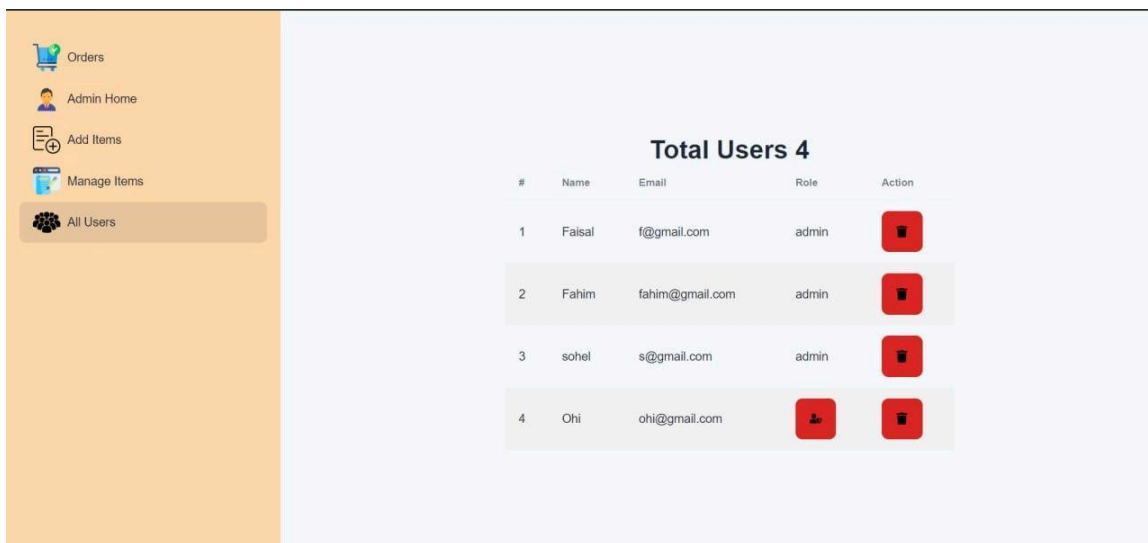 Orders
Admin Home
Add Items
Manage Items
All Users
Total Users 4
# Name Email Role Action
1 Faisal f@gmail.com admin
2 Fahim fahim@gmail.com admin
3 sohel s@gmail.com admin
4 Ohi ohi@gmail.com